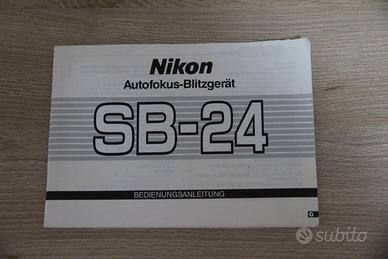 Nikon
Autofokus-Blitzgerät
SB-24
BEDIENUNGSANLEITUNG
G
subito